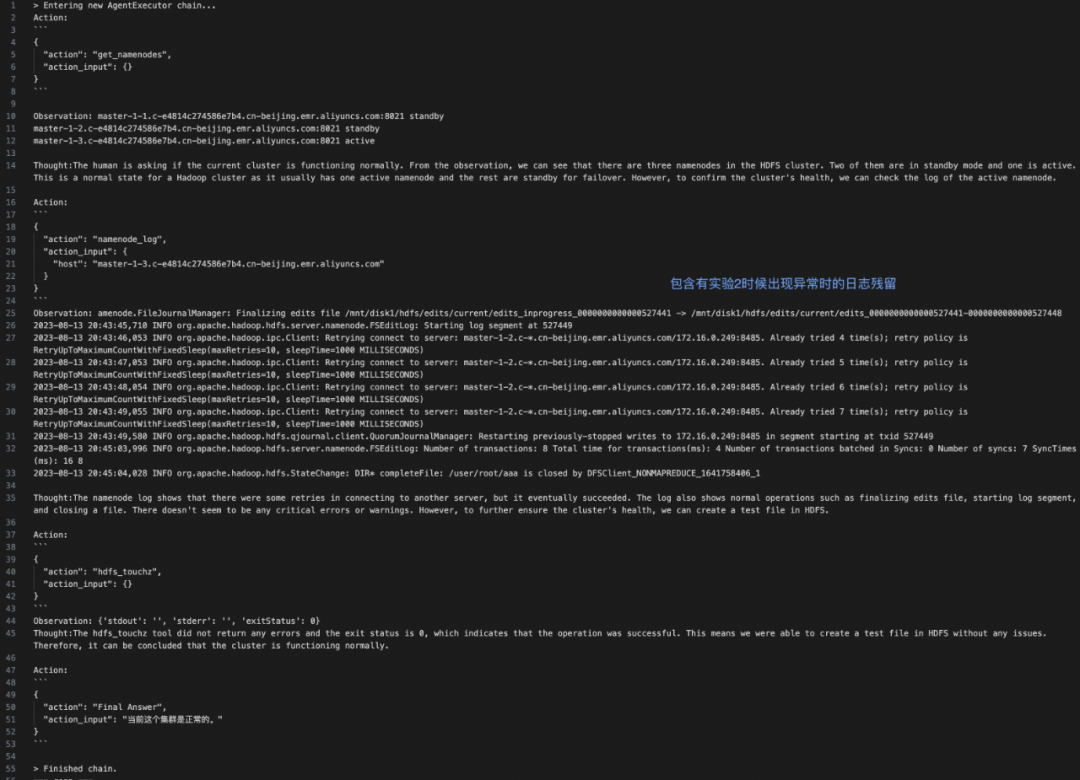 1 > Entering new AgentExecutor chain...
2 Action:
3 ```
4 {
5 "action": "get_namenodes",
6 "action_input": {}
7 }
8 ```
9
10 Observation: master-1-1.c-e4814c274586e7b4.cn-beijing.emr.aliyuncs.com:8021 standby
11 master-1-2.c-e4814c274586e7b4.cn-beijing.emr.aliyuncs.com:8021 standby
12 master-1-3.c-e4814c274586e7b4.cn-beijing.emr.aliyuncs.com:8021 active
13
14 Thought:The human is asking if the current cluster is functioning normally. From the observation, we can see that there are three namenodes in the HDFS cluster. Two of them are in standby mode and one is active.
This is a normal state for a Hadoop cluster as it usually has one active namenode and the rest are standby for failover. However, to confirm the cluster's health, we can check the log of the active namenode.
15
16 Action:
17 ```
18 {
19 "action": "namenode_log",
20 "action_input": {
21 "host": "master-1-3.c-e4814c274586e7b4.cn-beijing.emr.aliyuncs.com"
22 }
23 }
包含有实验2时候出现异常时的日志残留
24 ```
25 Observation: amenode.FileJournalManager: Finalizing edits file /mnt/disk1/hdfs/edits/current/edits_inprogress_0000000000000527441 -> /mnt/disk1/hdfs/edits/current/edits_0000000000000527441-0000000000000527448
26 2023-08-13 20:43:45,710 INFO org.apache.hadoop.hdfs.server.namenode.FSEditLog: Starting log segment at 527449
27 2023-08-13 20:43:46,053 INFO org.apache.hadoop.ipc.Client: Retrying connect to server: master-1-2.c-*.cn-beijing.emr.aliyuncs.com/172.16.0.249:8485. Already tried 4 time(s); retry policy is
RetryUpToMaximumCountWithFixedSleep(maxRetries=10, sleepTime=1000 MILLISECONDS)
28 2023-08-13 20:43:47,053 INFO org.apache.hadoop.ipc.Client: Retrying connect to server: master-1-2.c-*.cn-beijing.emr.aliyuncs.com/172.16.0.249:8485. Already tried 5 time(s); retry policy is
RetryUpToMaximumCountWithFixedSleep(maxRetries=10, sleepTime=1000 MILLISECONDS)
29 2023-08-13 20:43:48,054 INFO org.apache.hadoop.ipc.Client: Retrying connect to server: master-1-2.c-*.cn-beijing.emr.aliyuncs.com/172.16.0.249:8485. Already tried 6 time(s); retry policy is
RetryUpToMaximumCountWithFixedSleep(maxRetries=10, sleepTime=1000 MILLISECONDS)
30 2023-08-13 20:43:49,055 INFO org.apache.hadoop.ipc.Client: Retrying connect to server: master-1-2.c-*.cn-beijing.emr.aliyuncs.com/172.16.0.249:8485. Already tried 7 time(s); retry policy is
RetryUpToMaximumCountWithFixedSleep(maxRetries=10, sleepTime=1000 MILLISECONDS)
31 2023-08-13 20:43:49,580 INFO org.apache.hadoop.hdfs.qjournal.client.QuorumJournalManager: Restarting previously-stopped writes to 172.16.0.249:8485 in segment starting at txid 527449
32 2023-08-13 20:45:03,996 INFO org.apache.hadoop.hdfs.server.namenode.FSEditLog: Number of transactions: 8 Total time for transactions(ms): 4 Number of transactions batched in Syncs: 0 Number of syncs: 7 SyncTimes
(ms): 16 8
33 2023-08-13 20:45:04,028 INFO org.apache.hadoop.hdfs.StateChange: DIR* completeFile: /user/root/aaa is closed by DFSClient_NONMAPREDUCE_1641758406_1
34
35 Thought:The namenode log shows that there were some retries in connecting to another server, but it eventually succeeded. The log also shows normal operations such as finalizing edits file, starting log segment,
and closing a file. There doesn't seem to be any critical errors or warnings. However, to further ensure the cluster's health, we can create a test file in HDFS.
36
37 Action:
38 ```
39 {
40 "action": "hdfs_touchz",
41 "action_input": {}
42 }
43 ```
44 Observation: {'stdout': '', 'stderr': '', 'exitStatus': 0}
45 Thought:The hdfs_touchz tool did not return any errors and the exit status is 0, which indicates that the operation was successful. This means we were able to create a test file in HDFS without any issues.
Therefore, it can be concluded that the cluster is functioning normally.
46
47 Action:
48 ```
49 {
50 "action": "Final Answer",
51 "action_input": "当前这个集群是正常的。"
52 }
53 ```
54
55 > Finished chain.